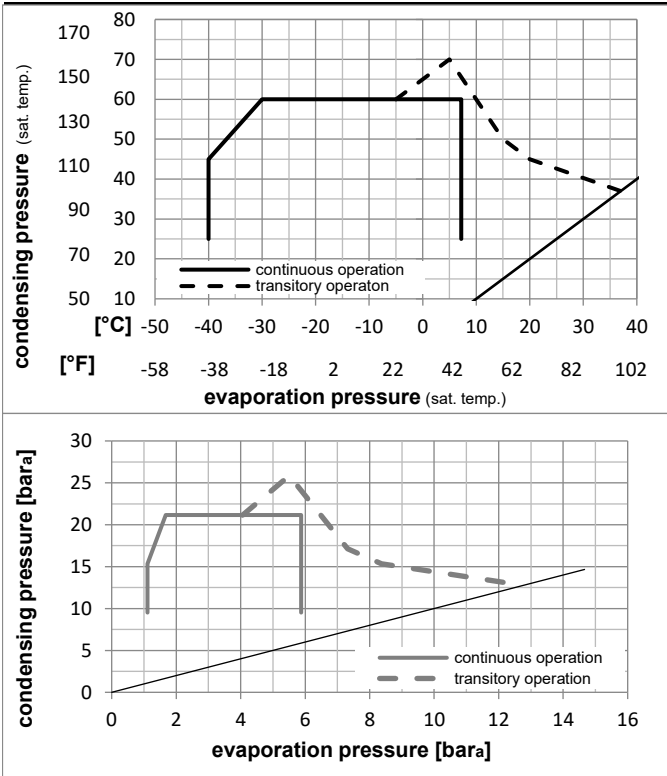 condensing pressure (sat. temp.)
170 80
150 70
130 60
50
110 40
90 30
70 20
50 10
continuous operation
transitory operaton
[°C] -50 -40 -30 -20 -10 0 10 20 30 40
[°F] -58 -38 -18 2 22 42 62 82 102
evaporation pressure (sat. temp.)
condensing pressure [bara]
30
25
20
15
10
5
0
continuous operation
transitory operation
0 2 4 6 8 10 12 14 16
evaporation pressure [bara]